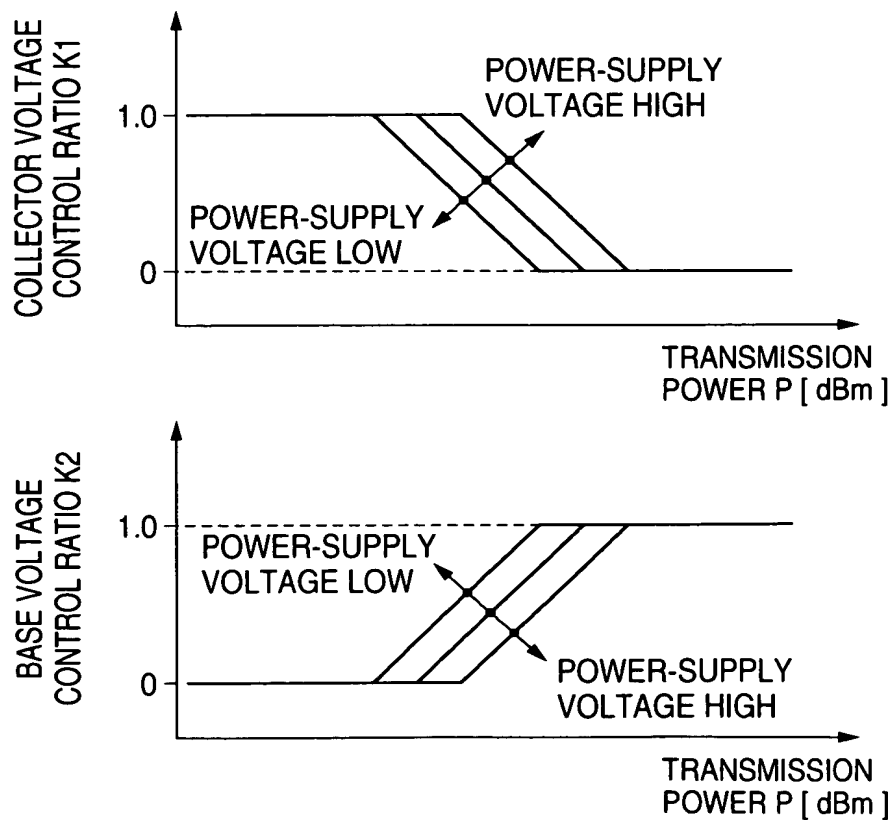 COLLECTOR VOLTAGE
CONTROL RATIO K1
1.0
0
POWER-SUPPLY
VOLTAGE HIGH
POWER-SUPPLY
VOLTAGE LOW
TRANSMISSION
POWER P [ dBm ]
BASE VOLTAGE
CONTROL RATIO K2
1.0
0
POWER-SUPPLY
VOLTAGE LOW
POWER-SUPPLY
VOLTAGE HIGH
TRANSMISSION
POWER P [ dBm ]